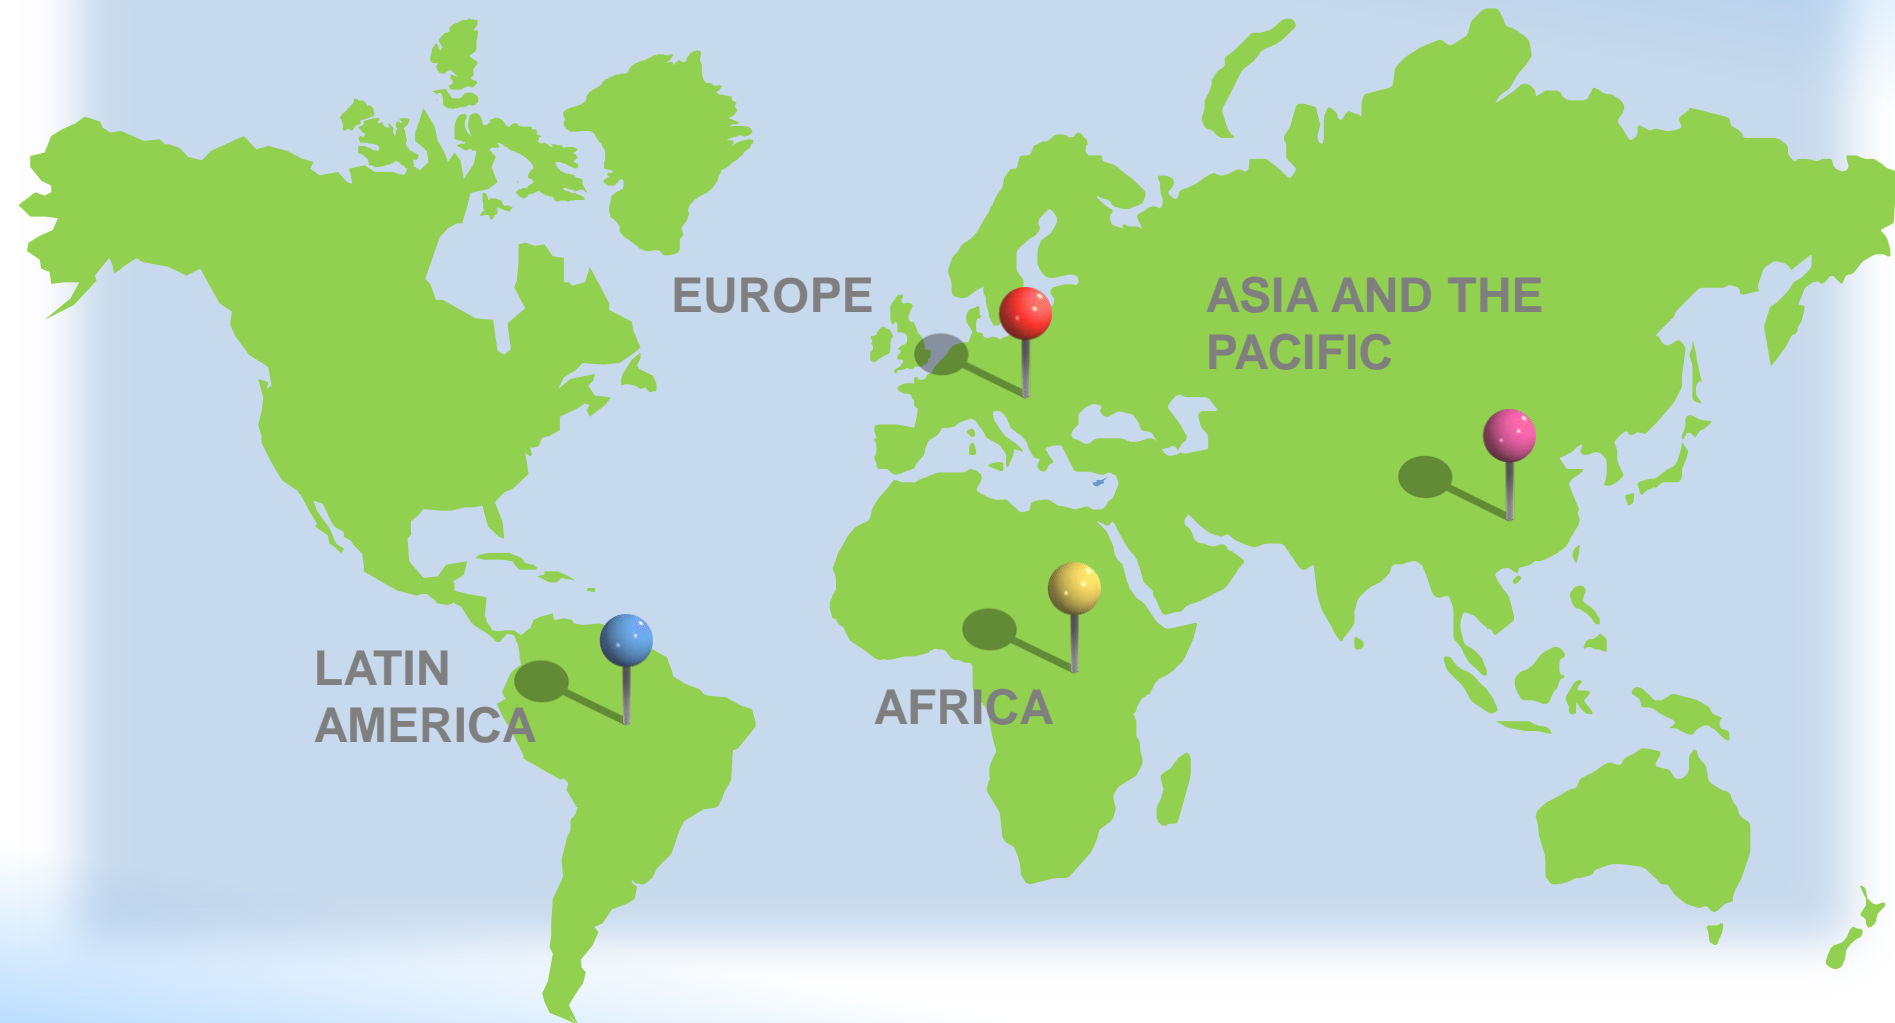 EUROPE
ASIA AND THE
PACIFIC
LATIN
AMERICA
AFRICA